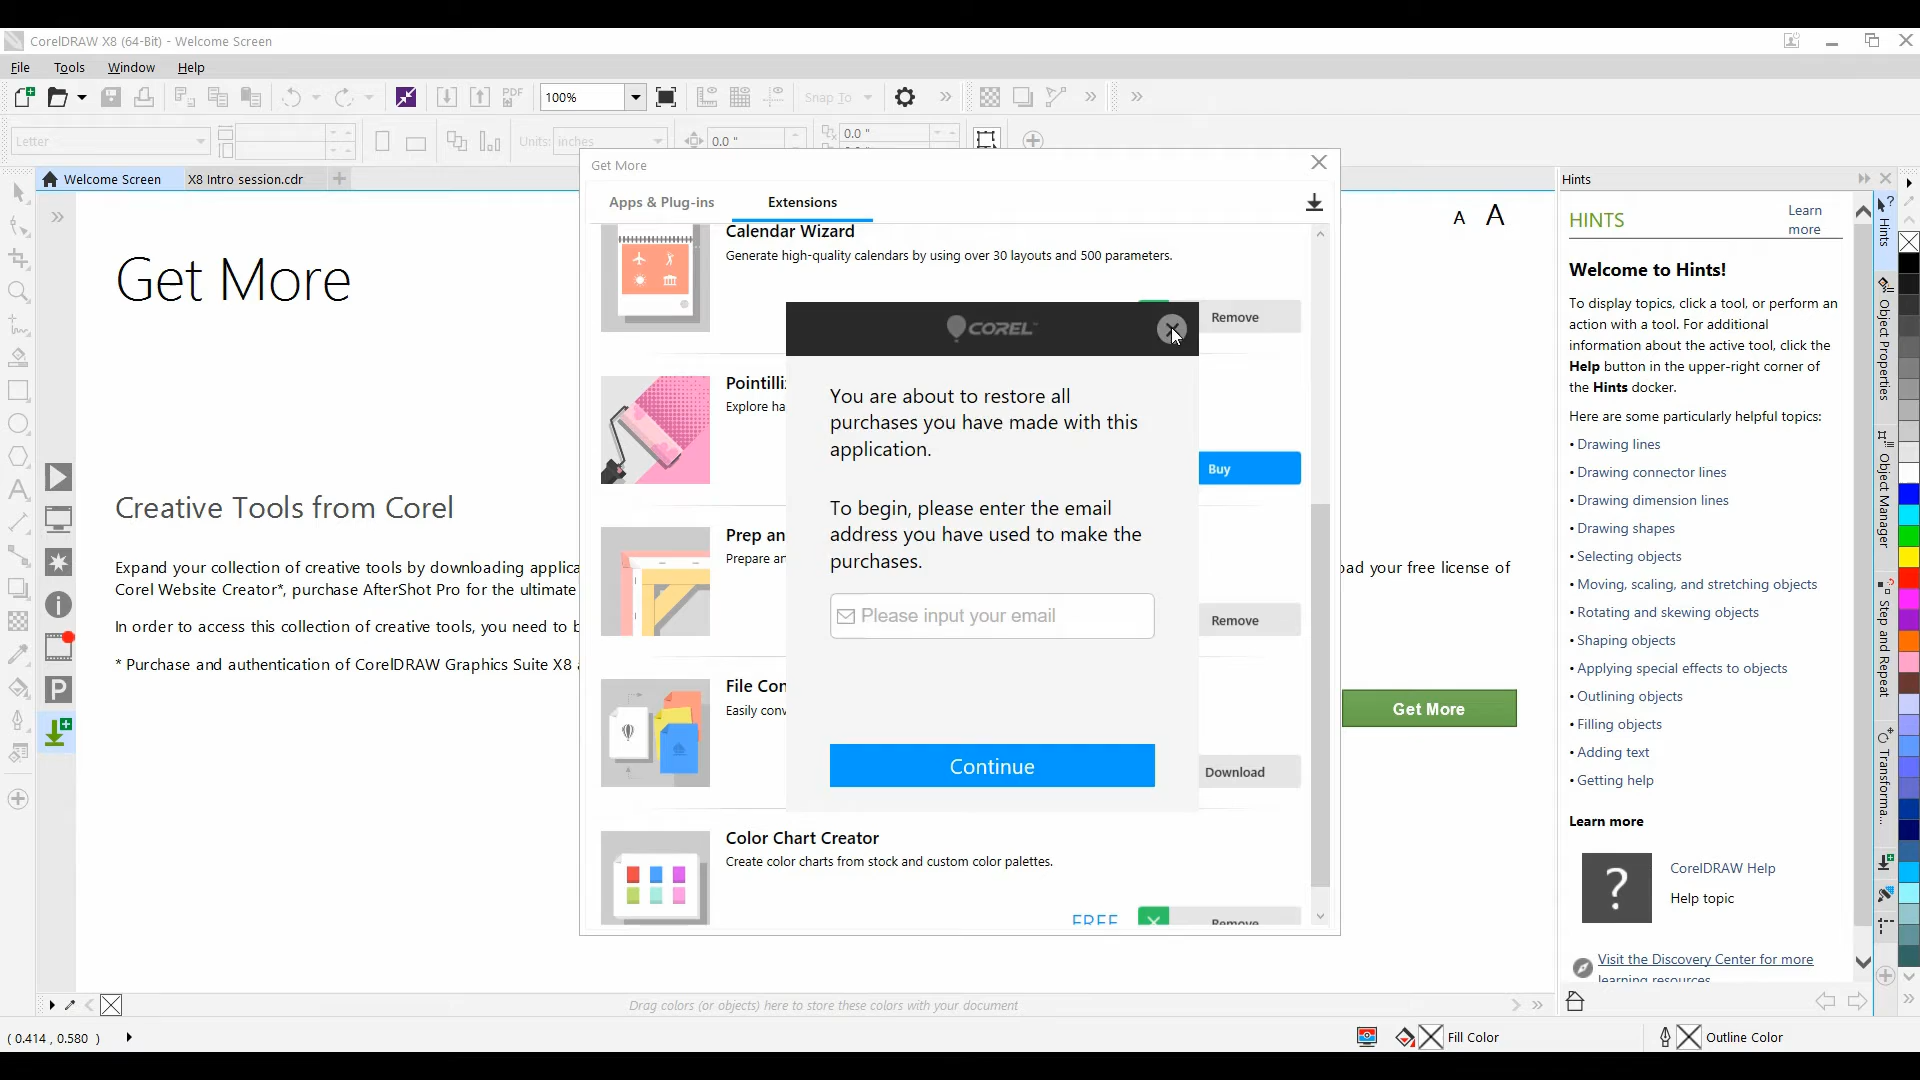 CorelDRAW X8 (64-Bit) - Welcome Screen
File Tools Window Help
PDF 100% Snap To
Letter Units: inches 0.0 " 0.0 "
Welcome Screen X8 Intro session.cdr
Get More
Creative Tools from Corel
Expand your collection of creative tools by downloading
Corel Website Creator*, purchase AfterShot Pro for the ultimate
In order to access this collection of creative tools, you need to
* Purchase and authentication of CorelDRAW Graphics Suite X8
your free license of
A A
Get More
Get More
Apps & Plug-ins Extensions
Calendar Wizard
Generate high-quality calendars by using over 30 layouts and 500 parameters.
Remove
Explore
Buy
Prep
Prepare
Remove
File
Easily
Download
Color Chart Creator
Create color charts from stock and custom color palettes.
FREE Remove
COREL™
You are about to restore all
purchases you have made with this
application.
To begin, please enter the email
address you have used to make the
purchases.
Please input your email
Continue
Hints
HINTS
Learn
more
Welcome to Hints!
To display topics, click a tool, or perform an
action with a tool. For additional
information about the active tool, click the
Help button in the upper-right corner of
the Hints docker.
Here are some particularly helpful topics:
• Drawing lines
• Drawing connector lines
• Drawing dimension lines
• Drawing shapes
• Selecting objects
• Moving, scaling, and stretching objects
• Rotating and skewing objects
• Shaping objects
• Applying special effects to objects
• Outlining objects
• Filling objects
• Adding text
• Getting help
Learn more
?
CorelDRAW Help
Help topic
Visit the Discovery Center for more
learning resources
Hints
Object Properties
Object Manager
Step and Repeat
Transforma...
Drag colors (or objects) here to store these colors with your document
( 0.414 , 0.580 )
Fill Color
Outline Color